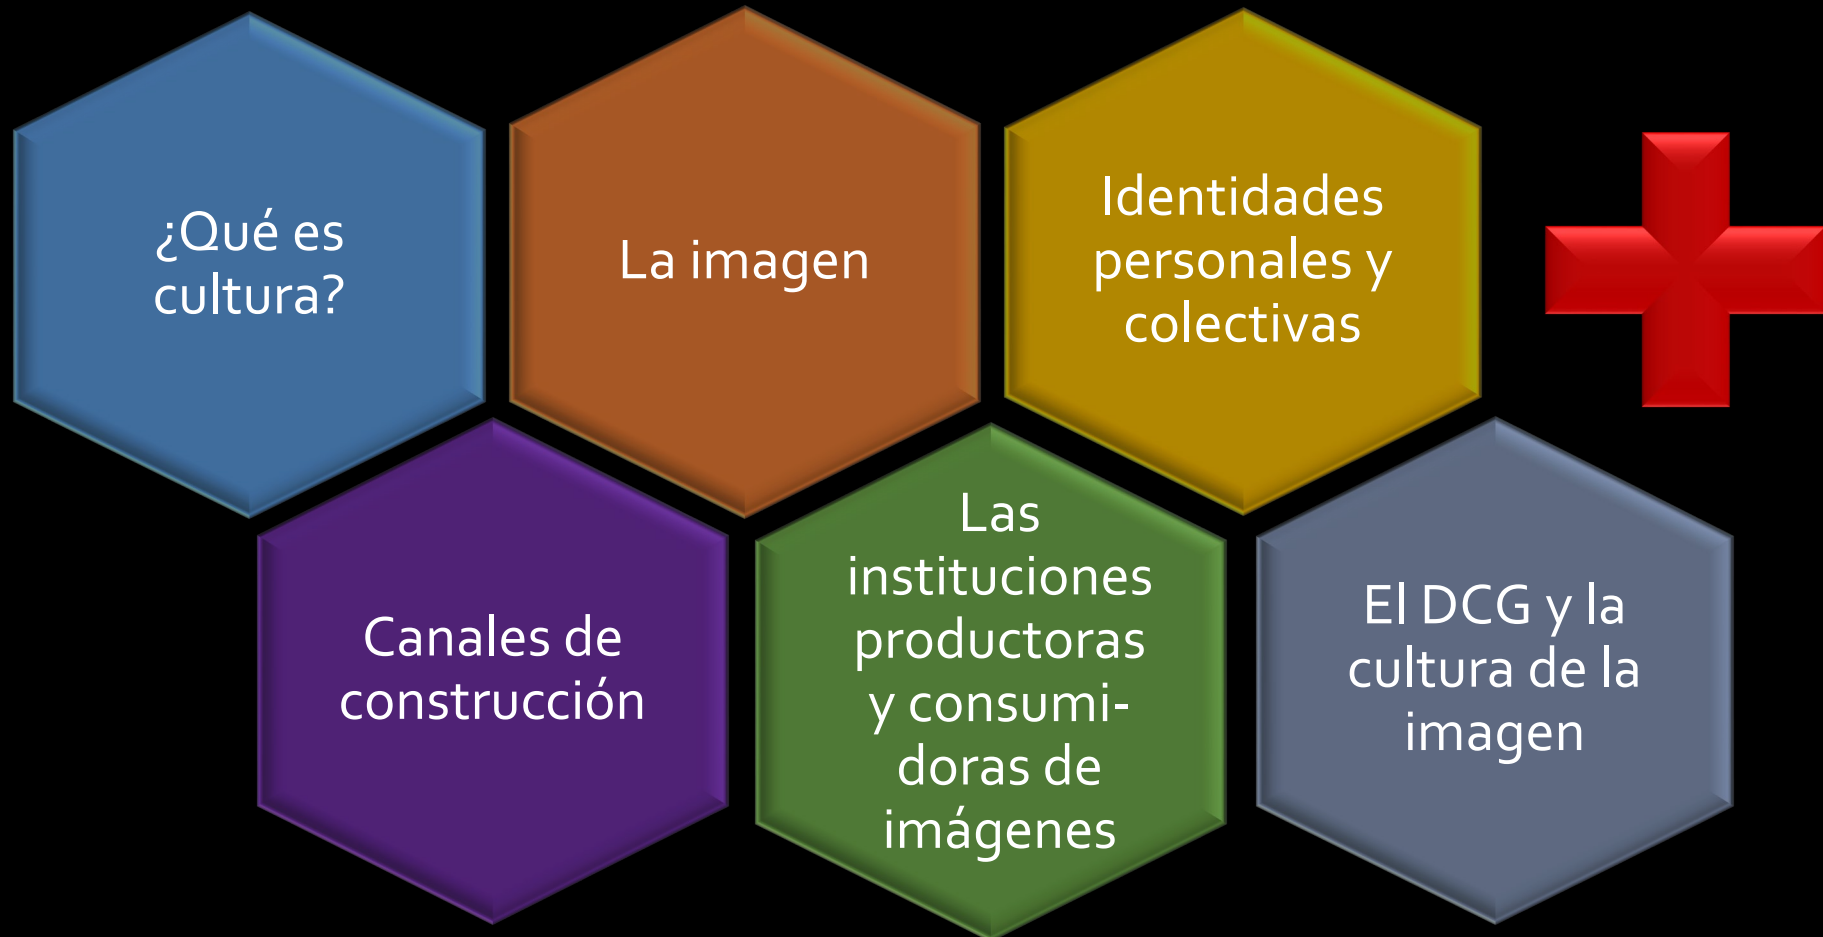 ¿Qué es
cultura?
La imagen
Identidades
personales y
colectivas
Canales de
construcción
Las
instituciones
productoras
y consumi-
doras de
imágenes
El DCG y la
cultura de la
imagen